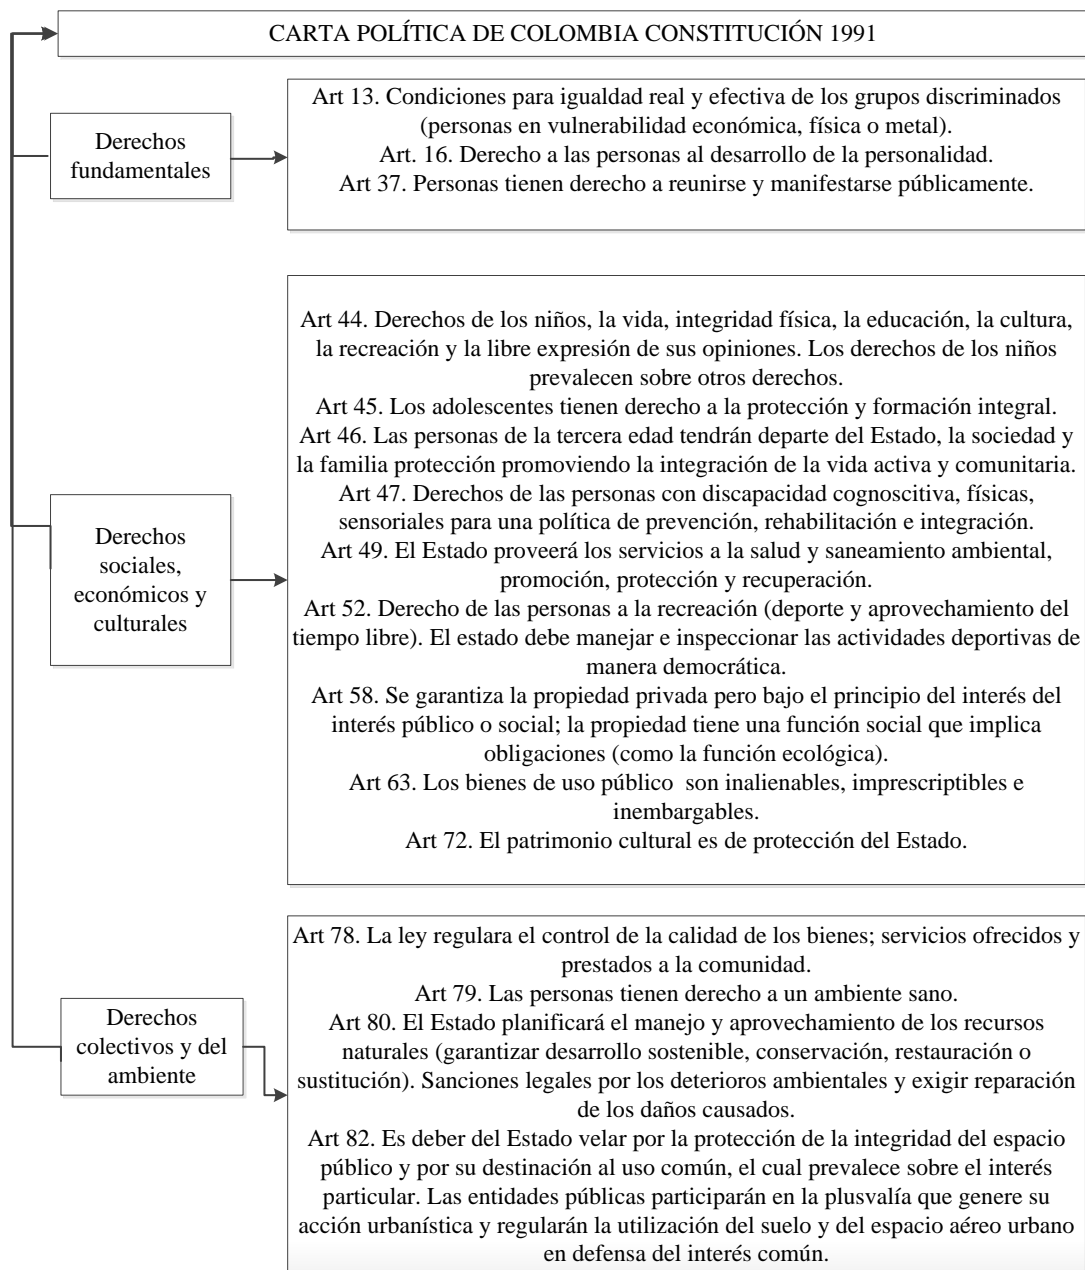 CARTA POLÍTICA DE COLOMBIA CONSTITUCIÓN 1991
Derechos
fundamentales
Art 13. Condiciones para igualdad real y efectiva de los grupos discriminados
(personas en vulnerabilidad económica, física o metal).
Art. 16. Derecho a las personas al desarrollo de la personalidad.
Art 37. Personas tienen derecho a reunirse y manifestarse públicamente.
Derechos
sociales,
económicos y
culturales
Art 44. Derechos de los niños, la vida, integridad física, la educación, la cultura,
la recreación y la libre expresión de sus opiniones. Los derechos de los niños
prevalecen sobre otros derechos.
Art 45. Los adolescentes tienen derecho a la protección y formación integral.
Art 46. Las personas de la tercera edad tendrán departe del Estado, la sociedad y
la familia protección promoviendo la integración de la vida activa y comunitaria.
Art 47. Derechos de las personas con discapacidad cognoscitiva, físicas,
sensoriales para una política de prevención, rehabilitación e integración.
Art 49. El Estado proveerá los servicios a la salud y saneamiento ambiental,
promoción, protección y recuperación.
Art 52. Derecho de las personas a la recreación (deporte y aprovechamiento del
tiempo libre). El estado debe manejar e inspeccionar las actividades deportivas de
manera democrática.
Art 58. Se garantiza la propiedad privada pero bajo el principio del interés del
interés público o social; la propiedad tiene una función social que implica
obligaciones (como la función ecológica).
Art 63. Los bienes de uso público son inalienables, imprescriptibles e
inembargables.
Art 72. El patrimonio cultural es de protección del Estado.
Derechos
colectivos y del
ambiente
Art 78. La ley regulara el control de la calidad de los bienes; servicios ofrecidos y
prestados a la comunidad.
Art 79. Las personas tienen derecho a un ambiente sano.
Art 80. El Estado planificará el manejo y aprovechamiento de los recursos
naturales (garantizar desarrollo sostenible, conservación, restauración o
sustitución). Sanciones legales por los deterioros ambientales y exigir reparación
de los daños causados.
Art 82. Es deber del Estado velar por la protección de la integridad del espacio
público y por su destinación al uso común, el cual prevalece sobre el interés
particular. Las entidades públicas participarán en la plusvalía que genere su
acción urbanística y regularán la utilización del suelo y del espacio aéreo urbano
en defensa del interés común.